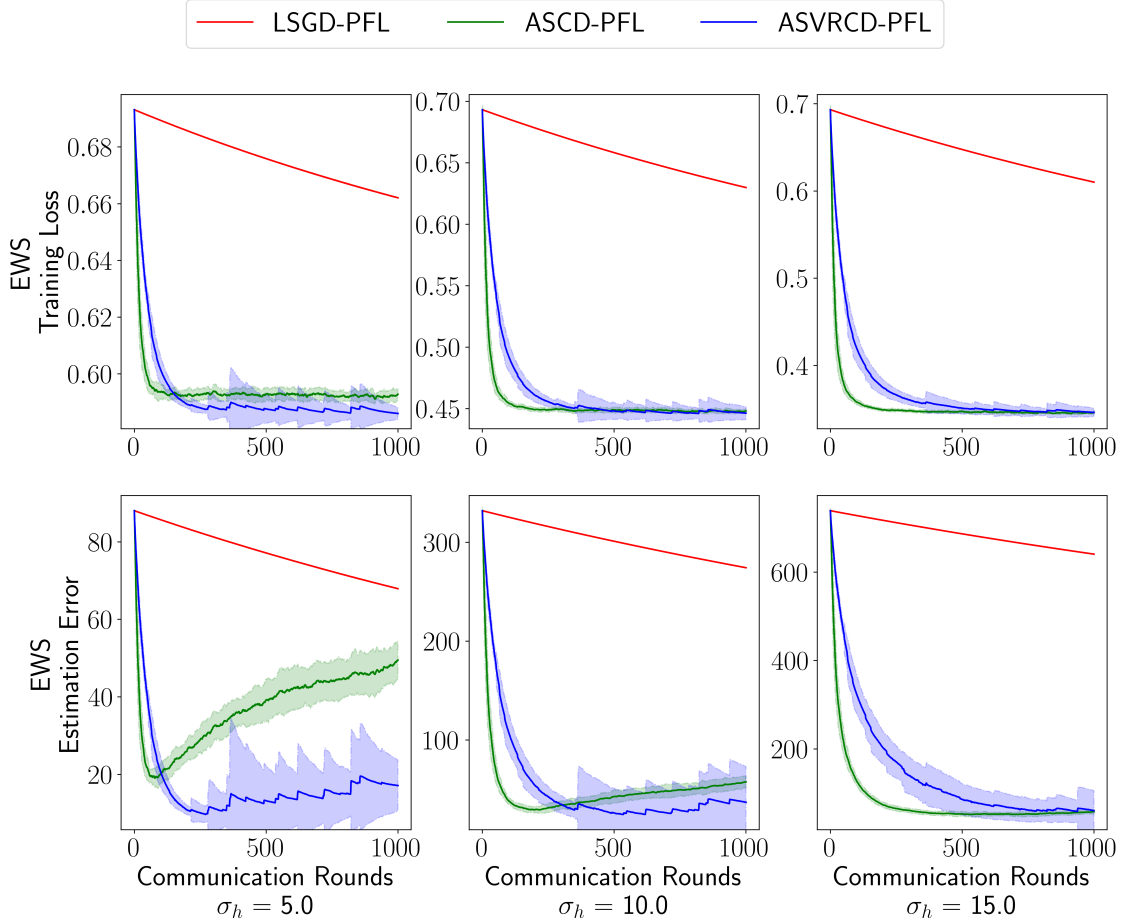 LSGD-PFL ASCD-PFL ASVRCD-PFL
EWS
Training Loss
0.68
0.66
0.64
0.62
0.60
0 500 1000
0.70
0.65
0.60
0.55
0.50
0.45
0 500 1000
0.7
0.6
0.5
0.4
0 500 1000
EWS
Estimation Error
80
60
40
20
0 500 1000
300
200
100
0 500 1000
600
400
200
0 500 1000
Communication Rounds Communication Rounds Communication Rounds
σ_h = 5.0 σ_h = 10.0 σ_h = 15.0